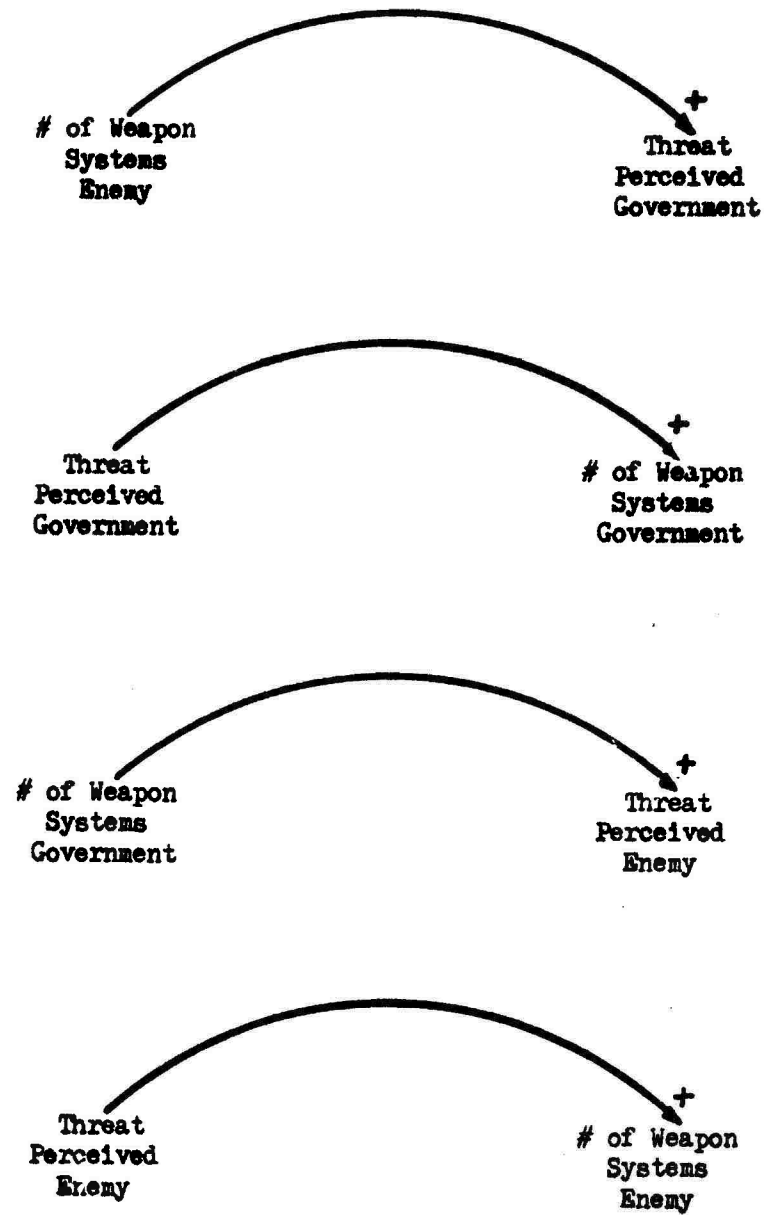 +
# of Weapon
Systems
Enemy
Threat
Perceived
Government
+
Threat
Perceived
Government
# of Weapon
Systems
Government
+
# of Weapon
Systems
Government
Threat
Perceived
Enemy
+
Threat
Perceived
Enemy
# of Weapon
Systems
Enemy